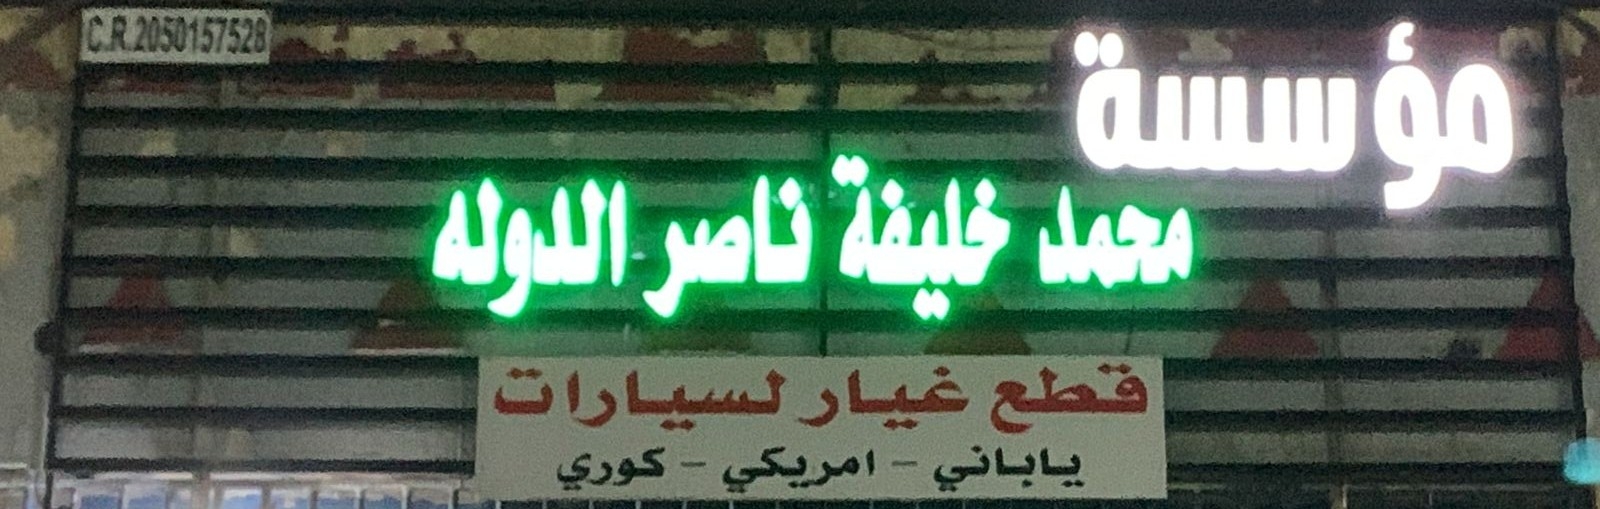 C.R.2050157528
مؤسسة
محمد خليفة ناصر الدوله
قطع غيار لسيارات
ياباني - امريكي - كوري